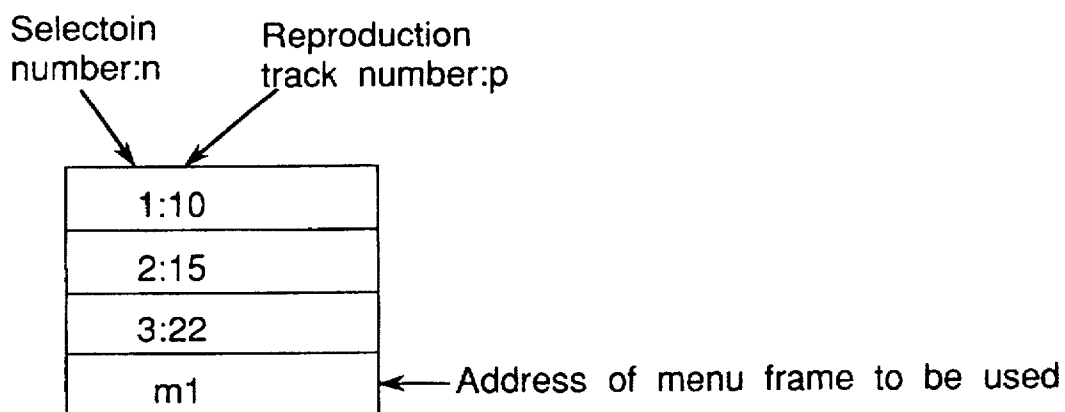 Selectoin
number:n
Reproduction
track number:p
1:10
2:15
3:22
m1
Address of menu frame to be used